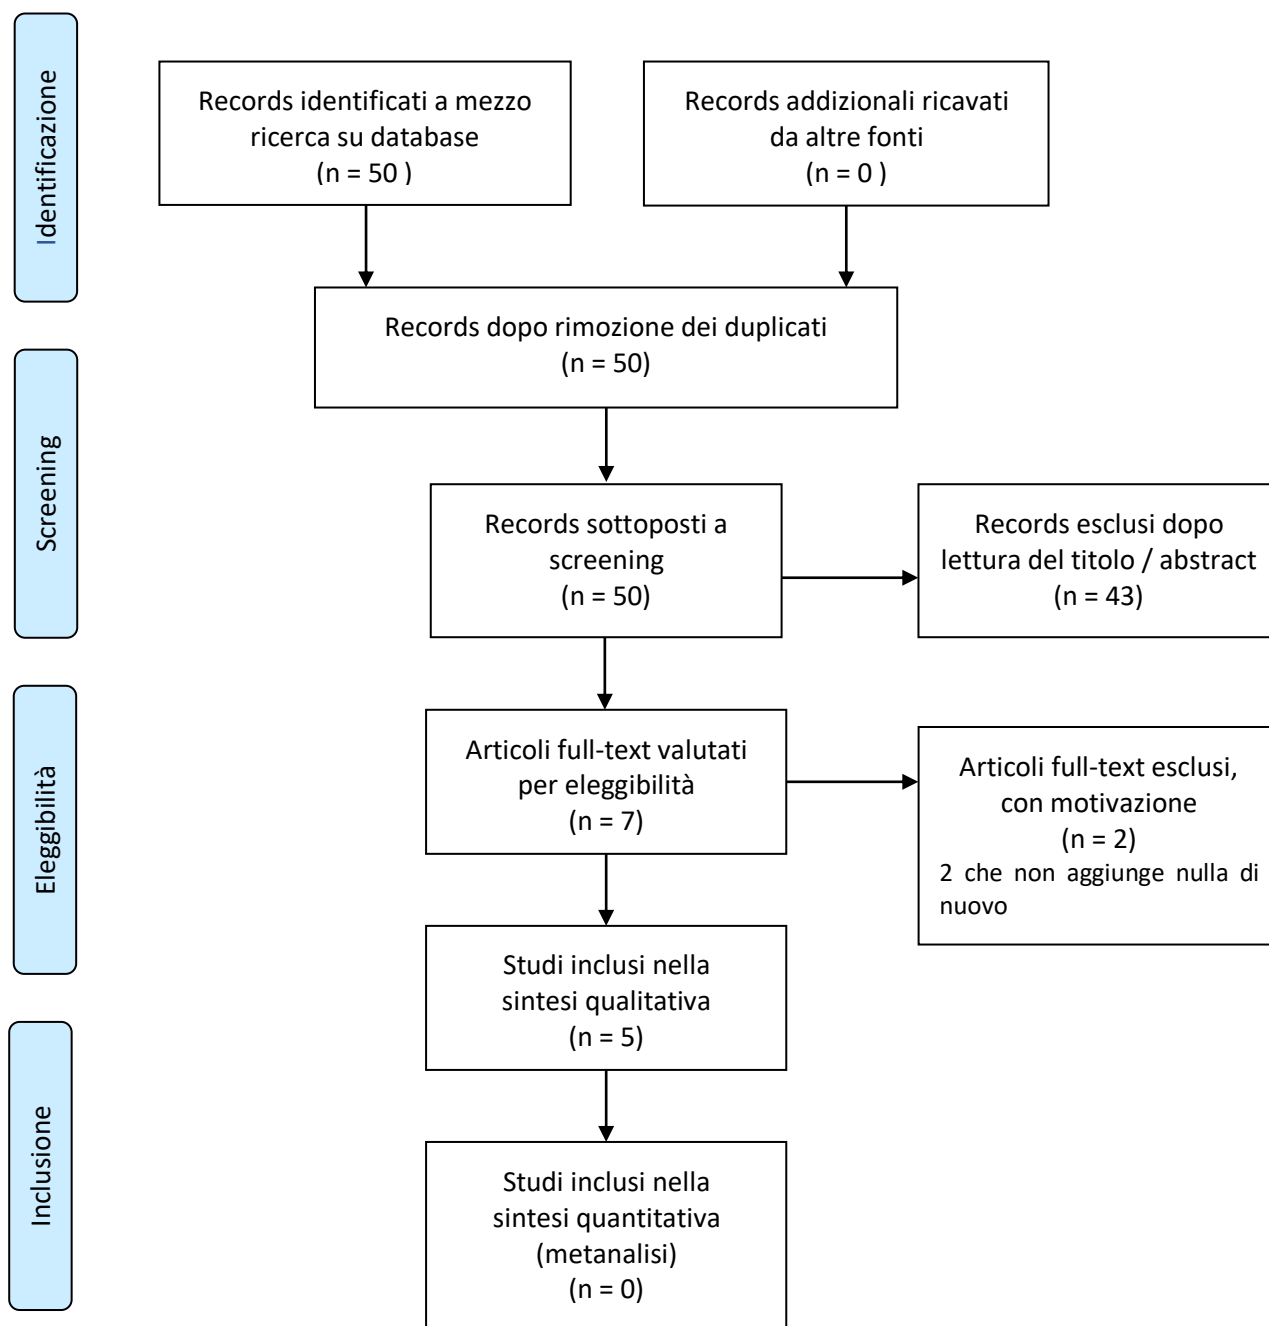 Identificazione
Records identificati a mezzo
ricerca su database
(n = 50 )
Records addizionali ricavati
da altre fonti
(n = 0 )
Records dopo rimozione dei duplicati
(n = 50)
Screening
Records sottoposti a
screening
(n = 50)
Records esclusi dopo
lettura del titolo / abstract
(n = 43)
Eleggibilità
Articoli full-text valutati
per eleggibilità
(n = 7)
Articoli full-text esclusi,
con motivazione
(n = 2)
2 che non aggiunge nulla di
nuovo
Studi inclusi nella
sintesi qualitativa
(n = 5)
Inclusione
Studi inclusi nella
sintesi quantitativa
(metanalisi)
(n = 0)